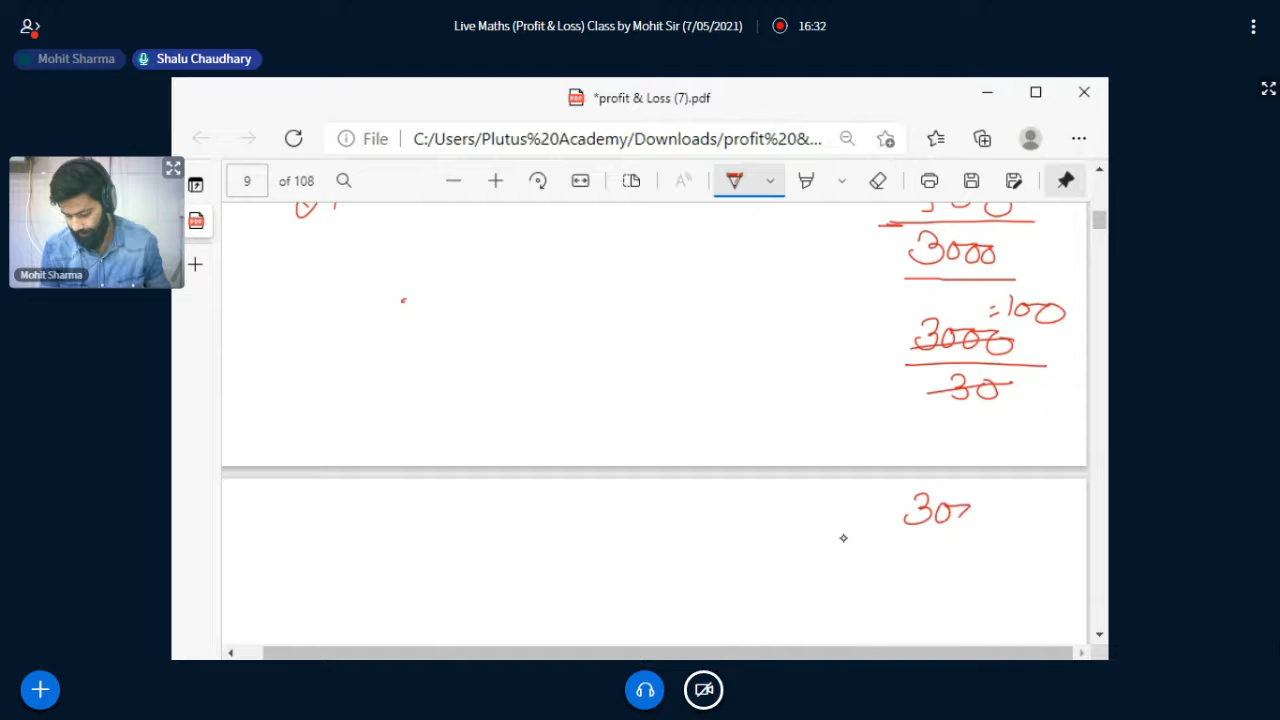 Live Maths (Profit & Loss) Class by Mohit Sir (7/05/2021)
16:32
Mohit Sharma
Shalu Chaudhary
*profit & Loss (7).pdf
File
C:/Users/Plutus%20Academy/Downloads/profit%20&...
9 of 108
Mohit Sharma
3000
=100
3000
30